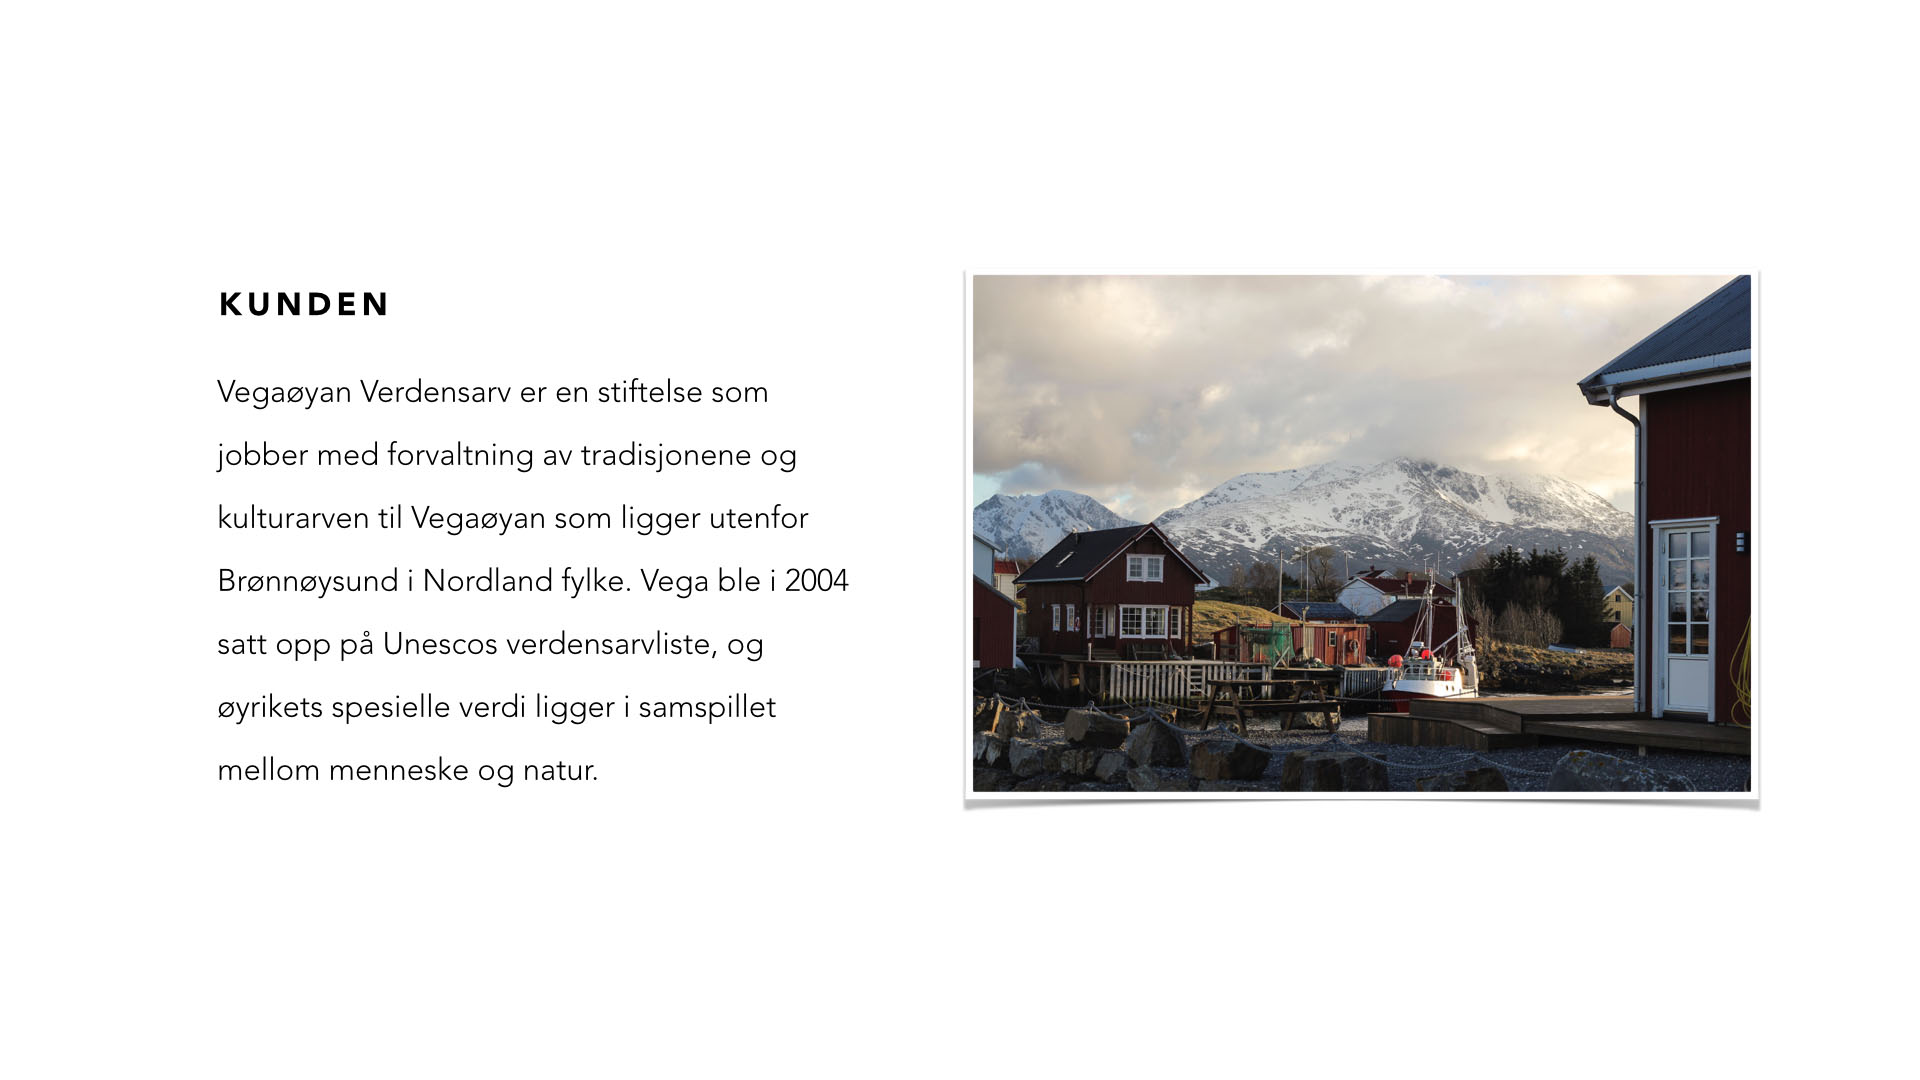 KUNDEN
Vegaøyan Verdensarv er en stiftelse som
jobber med forvaltning av tradisjonene og
kulturarven til Vegaøyan som ligger utenfor
Brønnøysund i Nordland fylke. Vega ble i 2004
satt opp på Unescos verdensarvliste, og
øyrikets spesielle verdi ligger i samspillet
mellom menneske og natur.